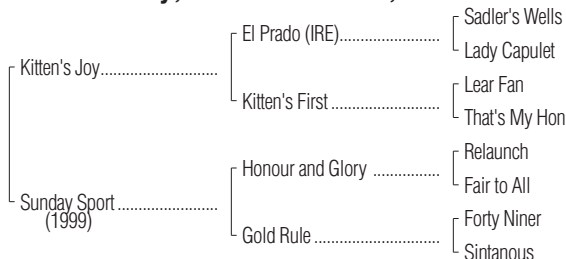 Sadler's Wells
El Prado (IRE)....................
Lady Capulet
Kitten's Joy........................
Lear Fan
Kitten's First .....................
That's My Hon
Relaunch
Honour and Glory .............
Fair to All
Sunday Sport ....................
(1999)
Forty Niner
Gold Rule ........................
Sintanous